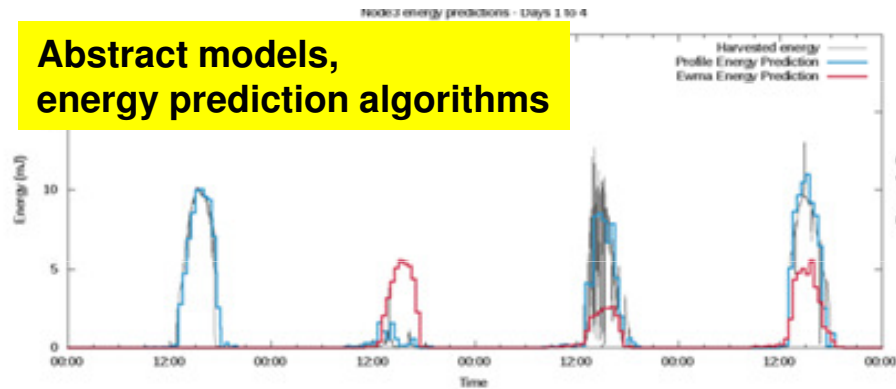 Node3 energy predictions - Days 1 to 4
Abstract models,
energy prediction algorithms
Harvested energy
Profile Energy Prediction
Ewma Energy Prediction
Energy (mJ)
10
5
0
00:00 12:00 00:00 12:00 00:00 12:00 00:00 12:00 00:00
Time